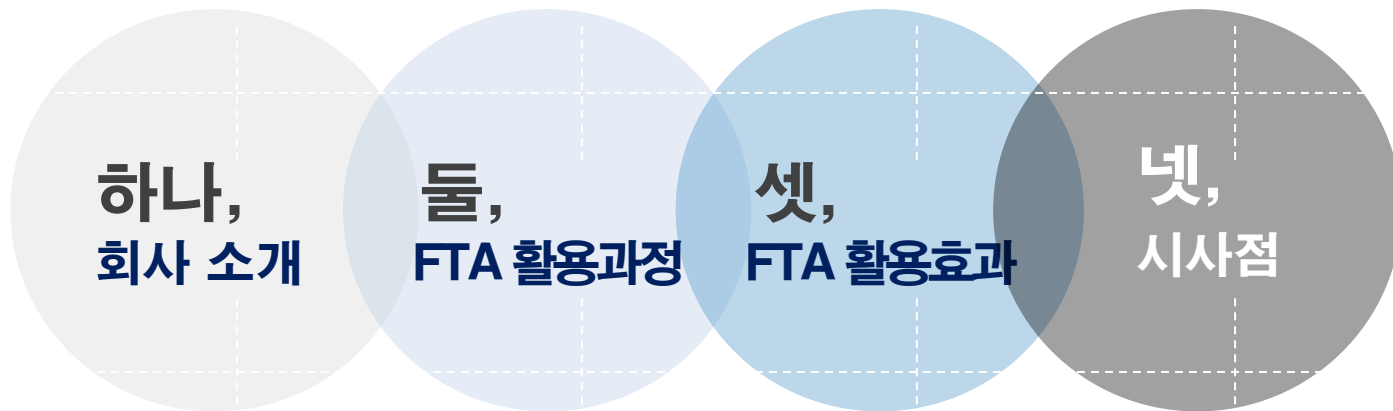 하나,
회사 소개
둘,
FTA 활용과정
셋,
FTA 활용효과
넷,
시사점